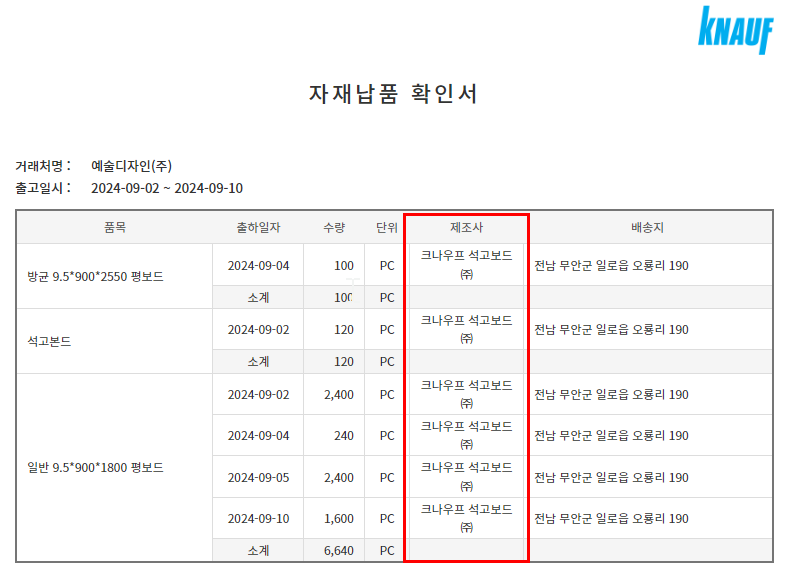 KNAUF
자재납품 확인서
거래처명 : 예술디자인(주)
출고일시 : 2024-09-02 ~ 2024-09-10
품목 출하일자 수량 단위 제조사 배송지
방균 9.5*900*2550 평보드 2024-09-04 100 PC 크나우프 석고보드㈜ 전남 무안군 일로읍 오룡리 190
소계 100 PC
석고본드 2024-09-02 120 PC 크나우프 석고보드㈜ 전남 무안군 일로읍 오룡리 190
소계 120 PC
일반 9.5*900*1800 평보드 2024-09-02 2,400 PC 크나우프 석고보드㈜ 전남 무안군 일로읍 오룡리 190
2024-09-04 240 PC 크나우프 석고보드㈜ 전남 무안군 일로읍 오룡리 190
2024-09-05 2,400 PC 크나우프 석고보드㈜ 전남 무안군 일로읍 오룡리 190
2024-09-10 1,600 PC 크나우프 석고보드㈜ 전남 무안군 일로읍 오룡리 190
소계 6,640 PC